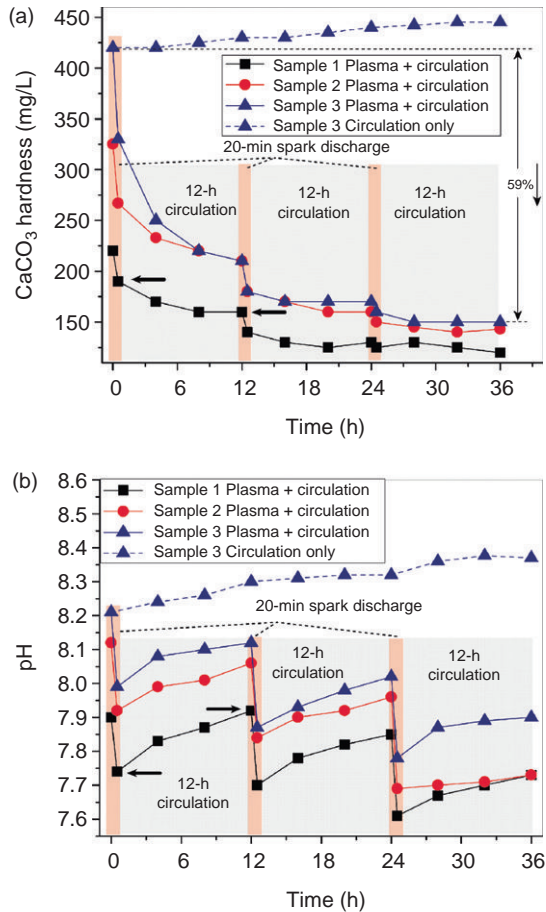 (a)
450
400
350
300
250
200
150
CaCO₃ hardness (mg/L)
Sample 1 Plasma + circulation
Sample 2 Plasma + circulation
Sample 3 Plasma + circulation
Sample 3 Circulation only
20-min spark discharge
12-h
circulation
12-h
circulation
12-h
circulation
59%
0 6 12 18 24 30 36
Time (h)
(b)
8.6
8.5
8.4
8.3
8.2
8.1
8.0
7.9
7.8
7.7
7.6
pH
Sample 1 Plasma + circulation
Sample 2 Plasma + circulation
Sample 3 Plasma + circulation
Sample 3 Circulation only
20-min spark discharge
12-h
circulation
12-h
circulation
12-h
circulation
0 6 12 18 24 30 36
Time (h)